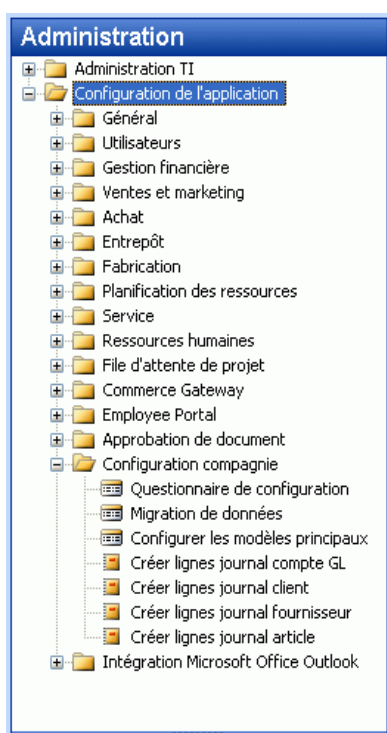 Administration
Administration TI
Configuration de l'application
Général
Utilisateurs
Gestion financière
Ventes et marketing
Achat
Entrepôt
Fabrication
Planification des ressources
Service
Ressources humaines
File d'attente de projet
Commerce Gateway
Employee Portal
Approbation de document
Configuration compagnie
Questionnaire de configuration
Migration de données
Configurer les modèles principaux
Créer lignes journal compte GL
Créer lignes journal client
Créer lignes journal fournisseur
Créer lignes journal article
Intégration Microsoft Office Outlook